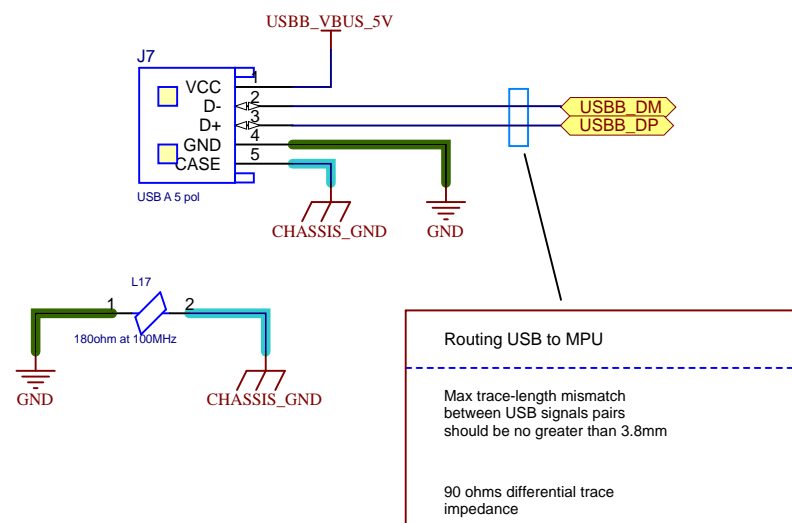 USBB_VBUS_5V
J7
VCC 1
D- 2
D+ 3
GND 4
CASE 5
USB A 5 pol
USBB_DM
USBB_DP
CHASSIS_GND
GND
L17
1 2
180ohm at 100MHz
GND
CHASSIS_GND
Routing USB to MPU
Max trace-length mismatch
between USB signals pairs
should be no greater than 3.8mm
90 ohms differential trace
impedance